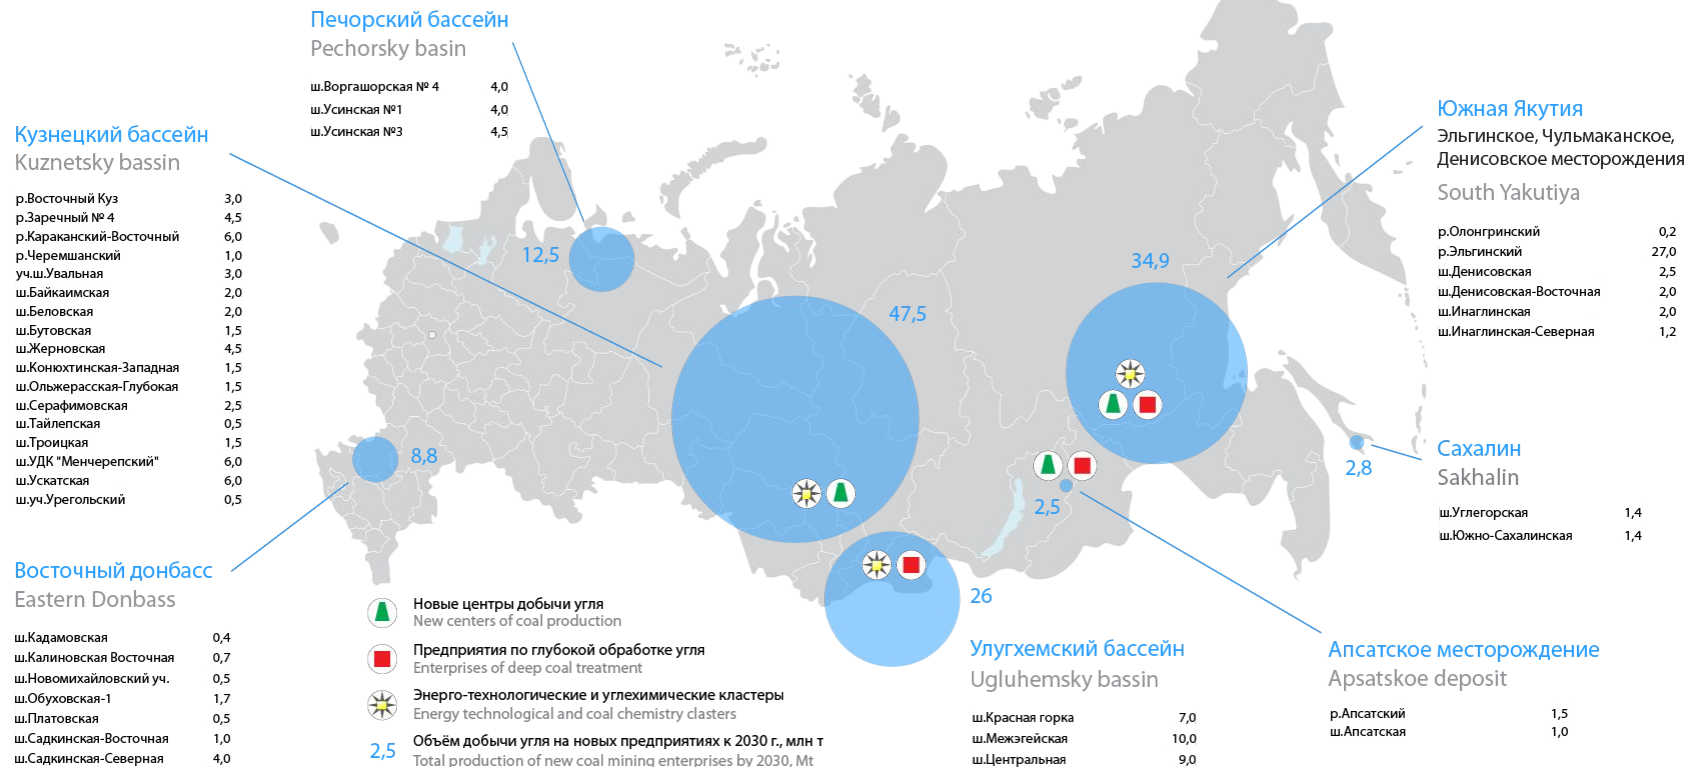 Печорский бассейн
Pechorsky basin
ш.Воргашорская № 4 4,0
ш.Усинская №1 4,0
ш.Усинская №3 4,5
Кузнецкий бассейн
Kuznetsky bassin
р.Восточный Куз 3,0
р.Заречный № 4 4,5
р.Караканский-Восточный 6,0
р.Черемшанский 1,0
уч.ш.Увальная 3,0
ш.Байкаимская 2,0
ш.Беловская 2,0
ш.Бутовская 1,5
ш.Жерновская 4,5
ш.Конюхтинская-Западная 1,5
ш.Ольжерасская-Глубокая 1,5
ш.Серафимовская 2,5
ш.Тайлепская 0,5
ш.Троицкая 1,5
ш.УДК "Менчерепский" 6,0
ш.Ускатская 6,0
ш.уч.Урегольский 0,5
Восточный донбасс
Eastern Donbass
ш.Кадамовская 0,4
ш.Калиновская Восточная 0,7
ш.Новомихайловский уч. 0,5
ш.Обуховская-1 1,7
ш.Платовская 0,5
ш.Садкинская-Восточная 1,0
ш.Садкинская-Северная 4,0
12,5
47,5
34,9
8,8
2,5
2,8
26
Южная Якутия
Эльгинское, Чульмаканское,
Денисовское месторождения
South Yakutiya
р.Олонгринский 0,2
р.Эльгинский 27,0
ш.Денисовская 2,5
ш.Денисовская-Восточная 2,0
ш.Инаглинская 2,0
ш.Инаглинская-Северная 1,2
Сахалин
Sakhalin
ш.Углегорская 1,4
ш.Южно-Сахалинская 1,4
Новые центры добычи угля
New centers of coal production
Предприятия по глубокой обработке угля
Enterprises of deep coal treatment
Энерго-технологические и углехимические кластеры
Energy technological and coal chemistry clasters
2,5 Объём добычи угля на новых предприятиях к 2030 г., млн т
Total production of new coal mining enterprises by 2030, Mt
Улугхемский бассейн
Ugluhemsky bassin
ш.Красная горка 7,0
ш.Межэгейская 10,0
ш.Центральная 9,0
Апсатское месторождение
Apsatskoe deposit
р.Апсатский 1,5
ш.Апсатская 1,0